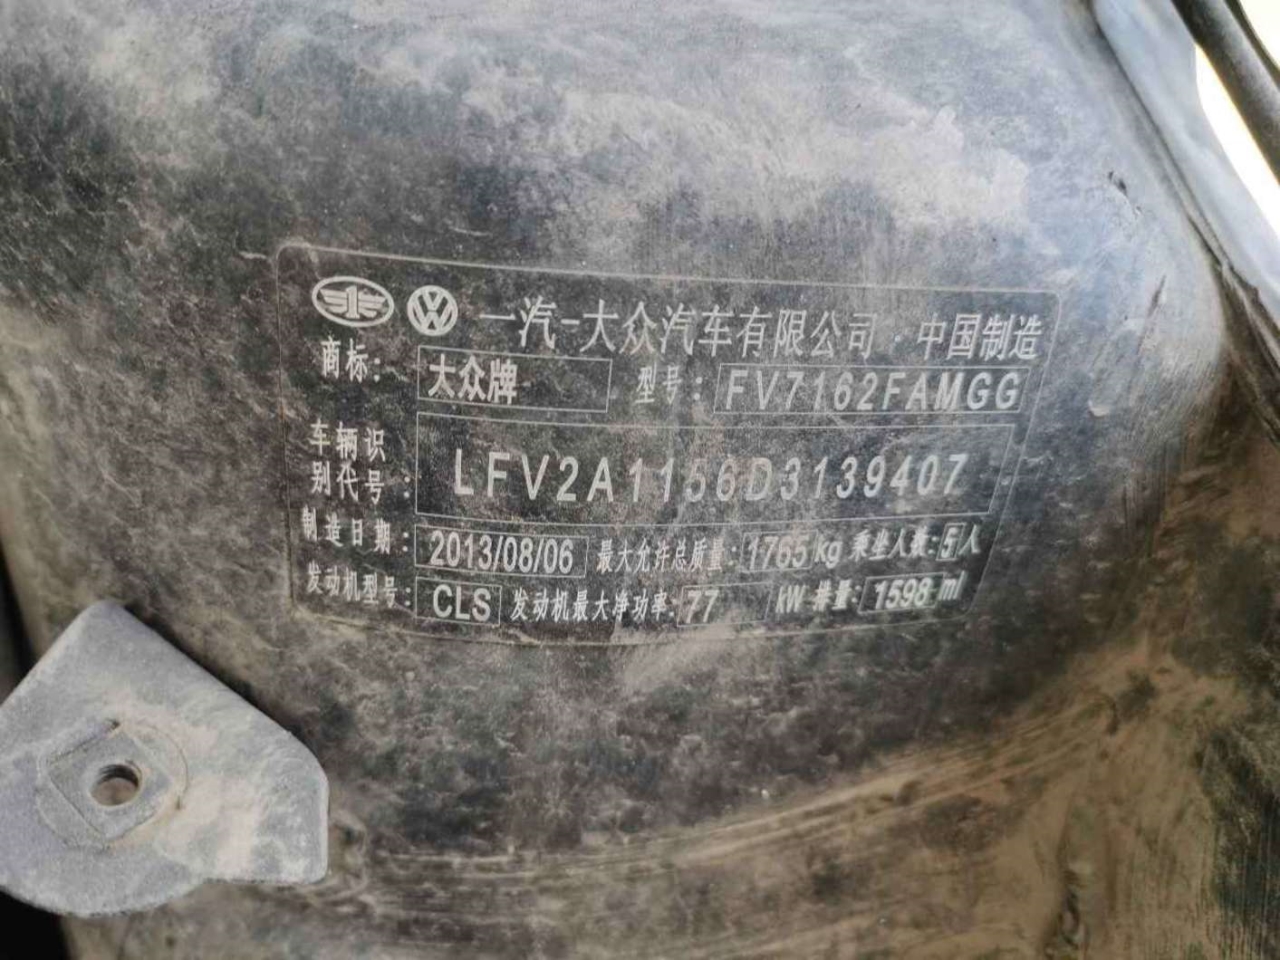 一汽-大众汽车有限公司·中国制造
商标: 大众牌 型号: FV7162FAMGG
车辆识别代号: LFV2A1156D3139407
制造日期: 2013/08/06 最大允许总质量: 1765 kg 乘坐人数: 5 人
发动机型号: CLS 发动机最大净功率: 77 kW 排量: 1598 ml